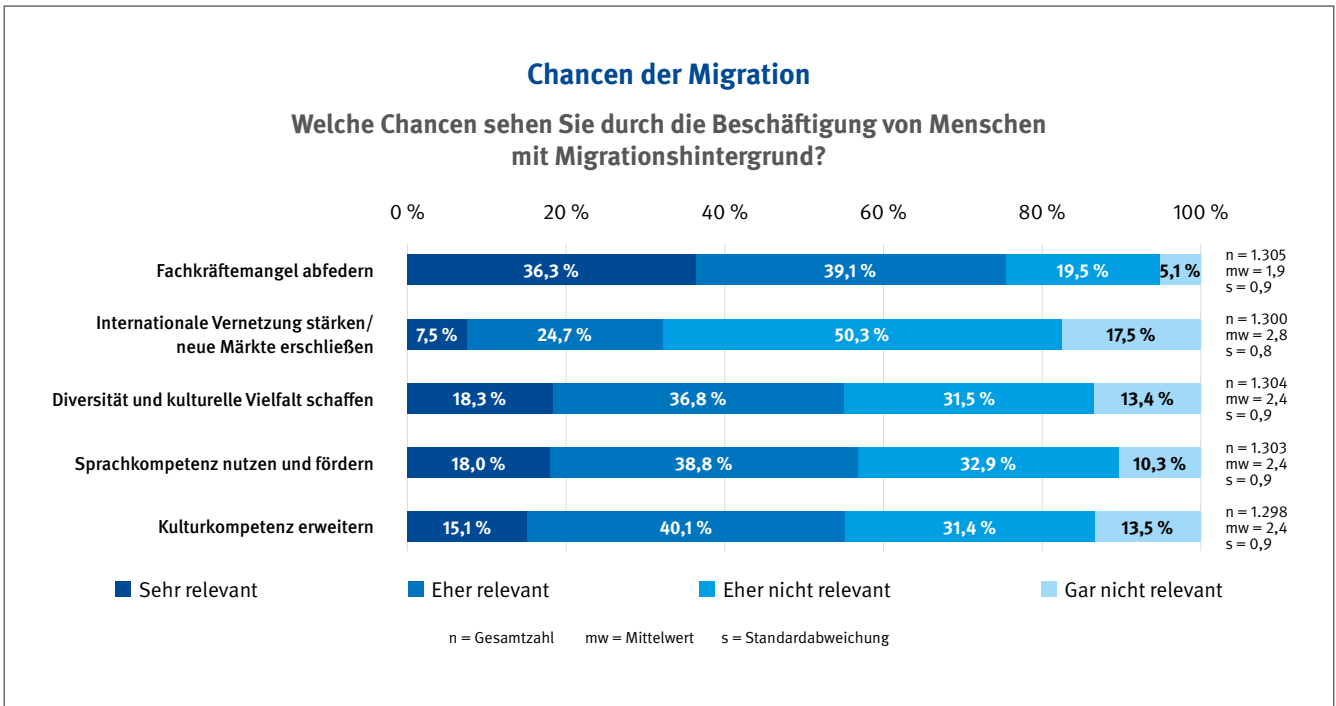 Chancen der Migration
Welche Chancen sehen Sie durch die Beschäftigung von Menschen
mit Migrationshintergrund?
0 % 20 % 40 % 60 % 80 % 100 %
Fachkräftemangel abfedern 36,3 % 39,1 % 19,5 % 5,1 %
n = 1.305
mw = 1,9
s = 0,9
Internationale Vernetzung stärken/
neue Märkte erschließen
7,5 % 24,7 % 50,3 % 17,5 %
n = 1.300
mw = 2,8
s = 0,8
Diversität und kulturelle Vielfalt schaffen 18,3 % 36,8 % 31,5 % 13,4 %
n = 1.304
mw = 2,4
s = 0,9
Sprachkompetenz nutzen und fördern 18,0 % 38,8 % 32,9 % 10,3 %
n = 1.303
mw = 2,4
s = 0,9
Kulturkompetenz erweitern 15,1 % 40,1 % 31,4 % 13,5 %
n = 1.298
mw = 2,4
s = 0,9
Sehr relevant Eher relevant Eher nicht relevant Gar nicht relevant
n = Gesamtzahl mw = Mittelwert s = Standardabweichung